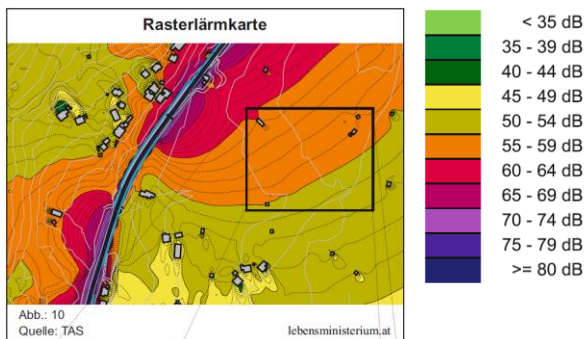 Rasterlärmkarte
Abb.: 10
Quelle: TAS
lebensministerium.at
< 35 dB
35 - 39 dB
40 - 44 dB
45 - 49 dB
50 - 54 dB
55 - 59 dB
60 - 64 dB
65 - 69 dB
70 - 74 dB
75 - 79 dB
>= 80 dB